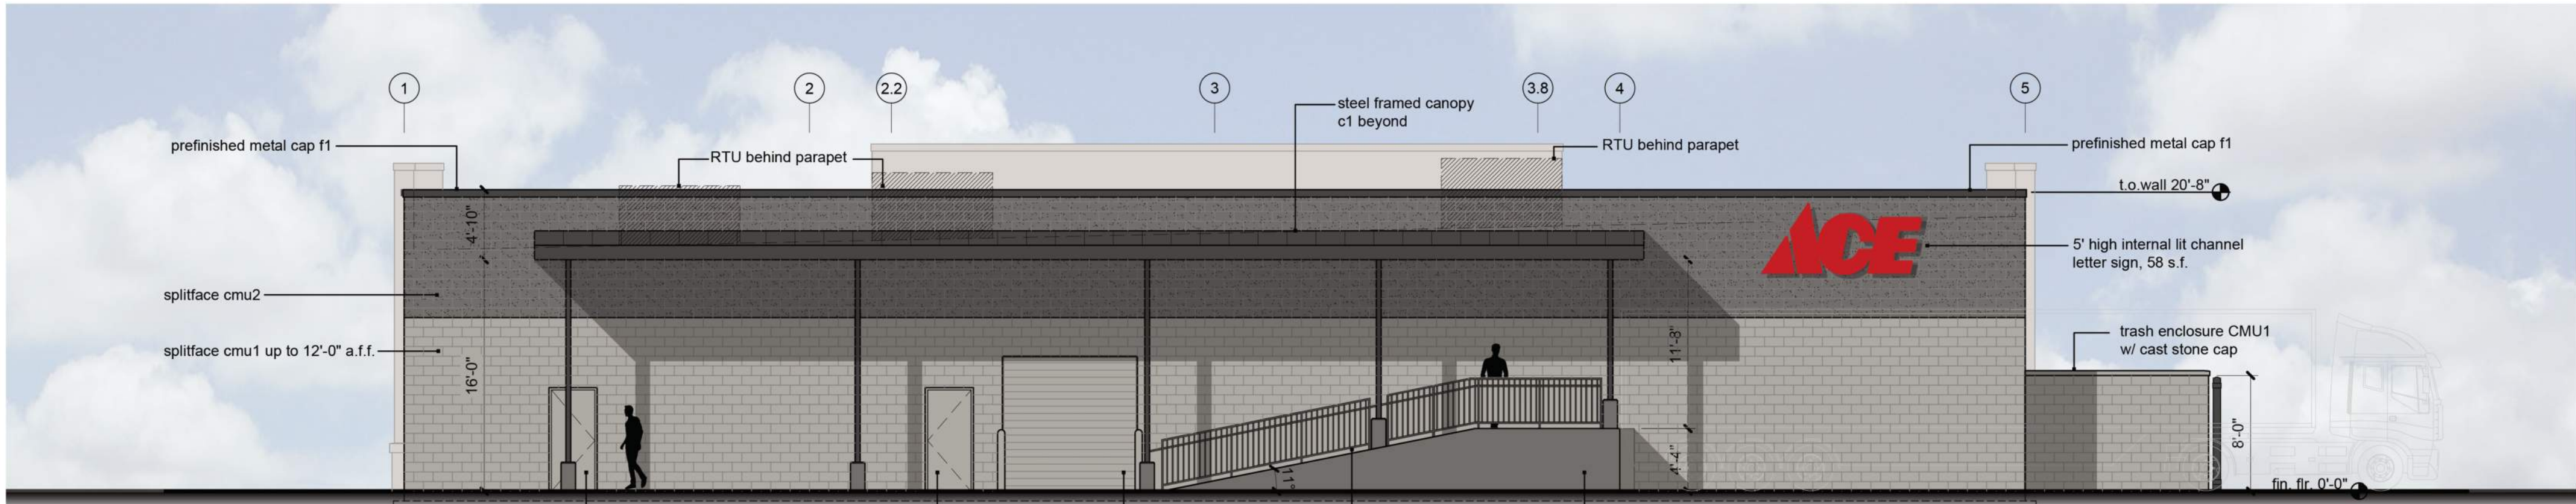 1
2
2.2
3
3.8
4
5
steel framed canopy
c1 beyond
prefinished metal cap f1
RTU behind parapet
RTU behind parapet
prefinished metal cap f1
t.o.wall 20'-8"
4'-10"
ACE
5' high internal lit channel
letter sign, 58 s.f.
splitface cmu2
trash enclosure CMU1
w/ cast stone cap
splitface cmu1 up to 12'-0" a.f.f.
16'-0"
11'-8"
8'-0"
4'-4"
11°
fin. flr. 0'-0"